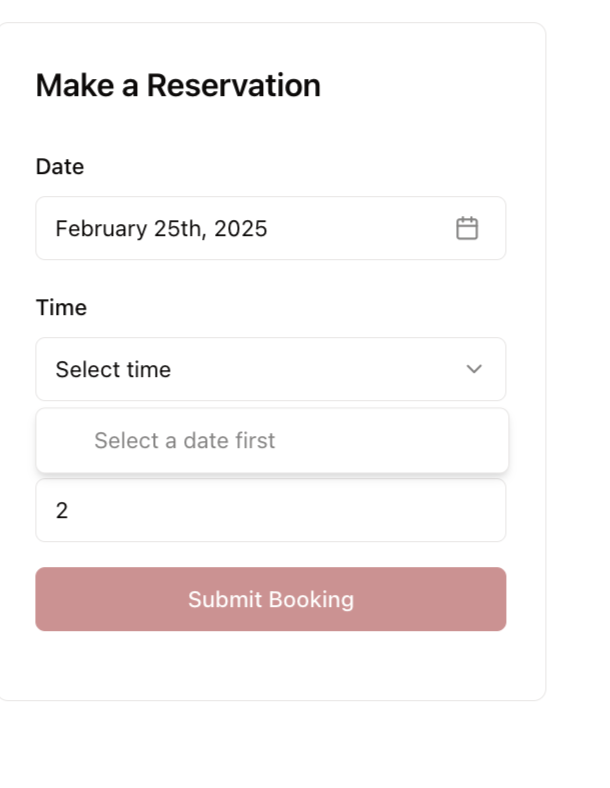 Make a Reservation
Date
February 25th, 2025
Time
Select time
Select a date first
2
Submit Booking